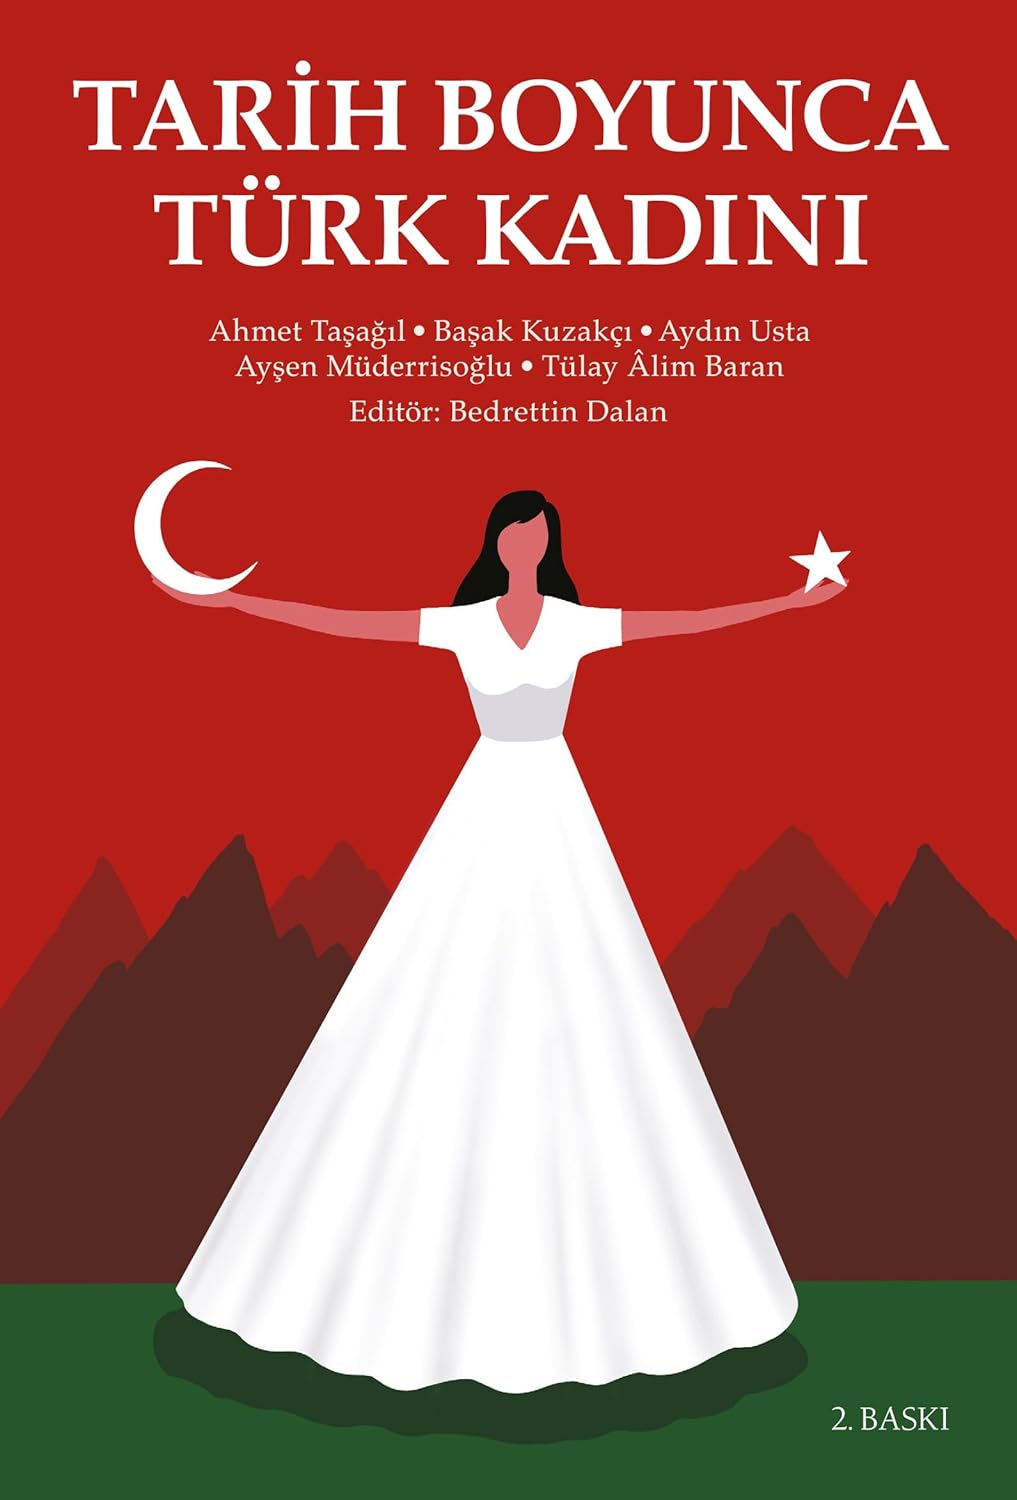 TARİH BOYUNCA
TÜRK KADINI
Ahmet Taşağıl • Başak Kuzakçı • Aydın Usta
Ayşen Müderrisoğlu • Tülay Âlim Baran
Editör: Bedrettin Dalan
2. BASKI